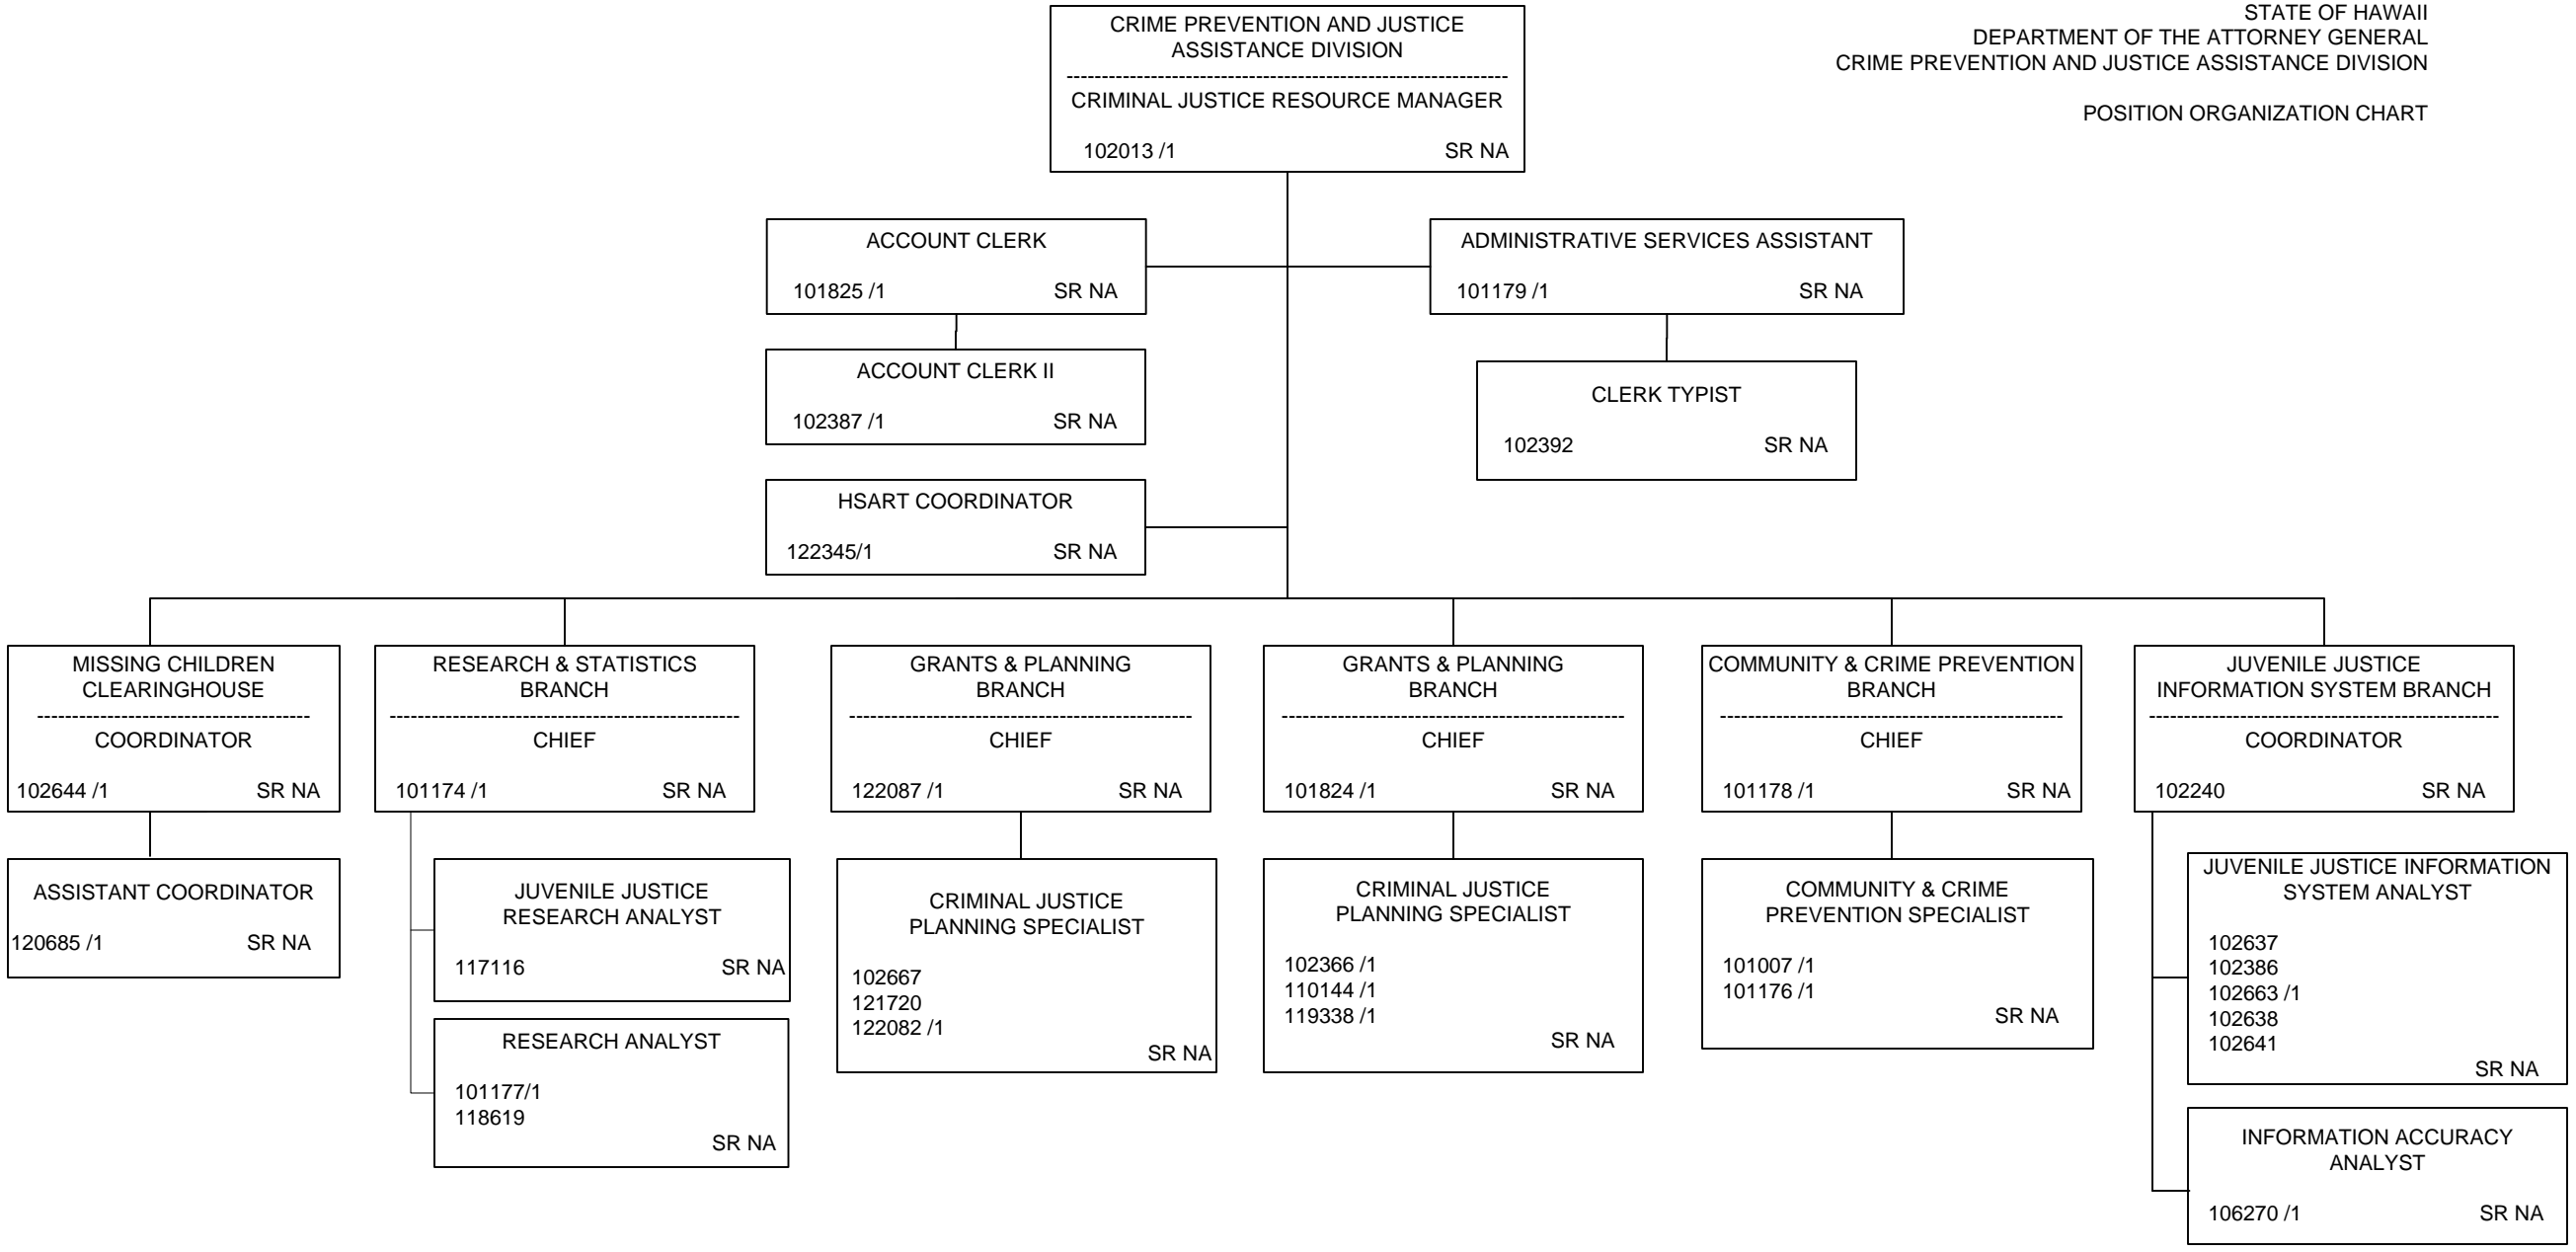 STATE OF HAWAII
DEPARTMENT OF THE ATTORNEY GENERAL
CRIME PREVENTION AND JUSTICE ASSISTANCE DIVISION
POSITION ORGANIZATION CHART
CRIME PREVENTION AND JUSTICE
ASSISTANCE DIVISION
CRIMINAL JUSTICE RESOURCE MANAGER
102013 /1 SR NA
ACCOUNT CLERK
101825 /1 SR NA
ADMINISTRATIVE SERVICES ASSISTANT
101179 /1 SR NA
ACCOUNT CLERK II
102387 /1 SR NA
CLERK TYPIST
102392 SR NA
HSART COORDINATOR
122345/1 SR NA
MISSING CHILDREN
CLEARINGHOUSE
COORDINATOR
102644 /1 SR NA
ASSISTANT COORDINATOR
120685 /1 SR NA
RESEARCH & STATISTICS
BRANCH
CHIEF
101174 /1 SR NA
JUVENILE JUSTICE
RESEARCH ANALYST
117116 SR NA
RESEARCH ANALYST
101177/1
118619
SR NA
GRANTS & PLANNING
BRANCH
CHIEF
122087 /1 SR NA
CRIMINAL JUSTICE
PLANNING SPECIALIST
102667
121720
122082 /1
SR NA
GRANTS & PLANNING
BRANCH
CHIEF
101824 /1 SR NA
CRIMINAL JUSTICE
PLANNING SPECIALIST
102366 /1
110144 /1
119338 /1
SR NA
COMMUNITY & CRIME PREVENTION
BRANCH
CHIEF
101178 /1 SR NA
COMMUNITY & CRIME
PREVENTION SPECIALIST
101007 /1
101176 /1
SR NA
JUVENILE JUSTICE
INFORMATION SYSTEM BRANCH
COORDINATOR
102240 SR NA
JUVENILE JUSTICE INFORMATION
SYSTEM ANALYST
102637
102386
102663 /1
102638
102641
SR NA
INFORMATION ACCURACY
ANALYST
106270 /1 SR NA